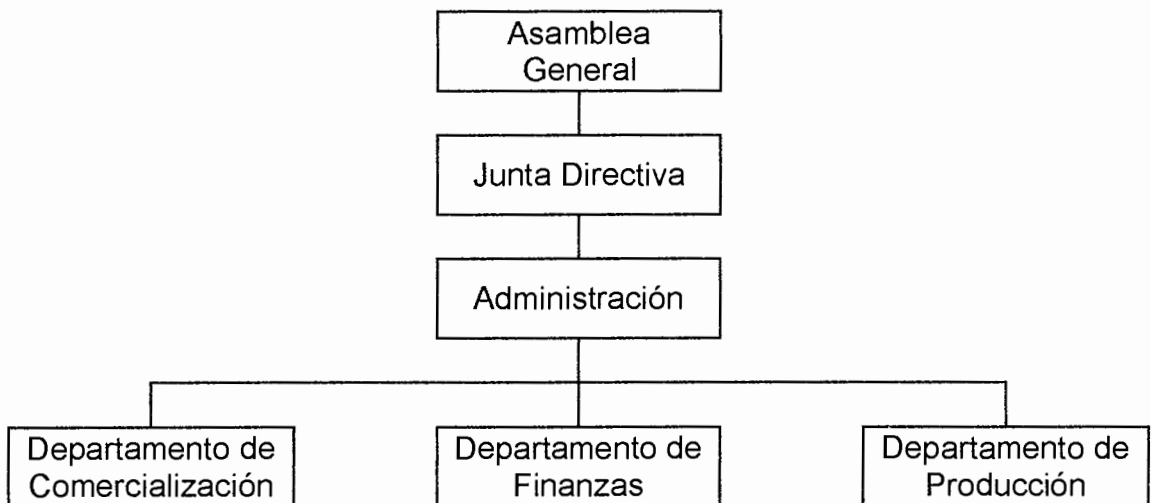 Asamblea
General
Junta Directiva
Administración
Departamento de
Comercialización
Departamento de
Finanzas
Departamento de
Producción